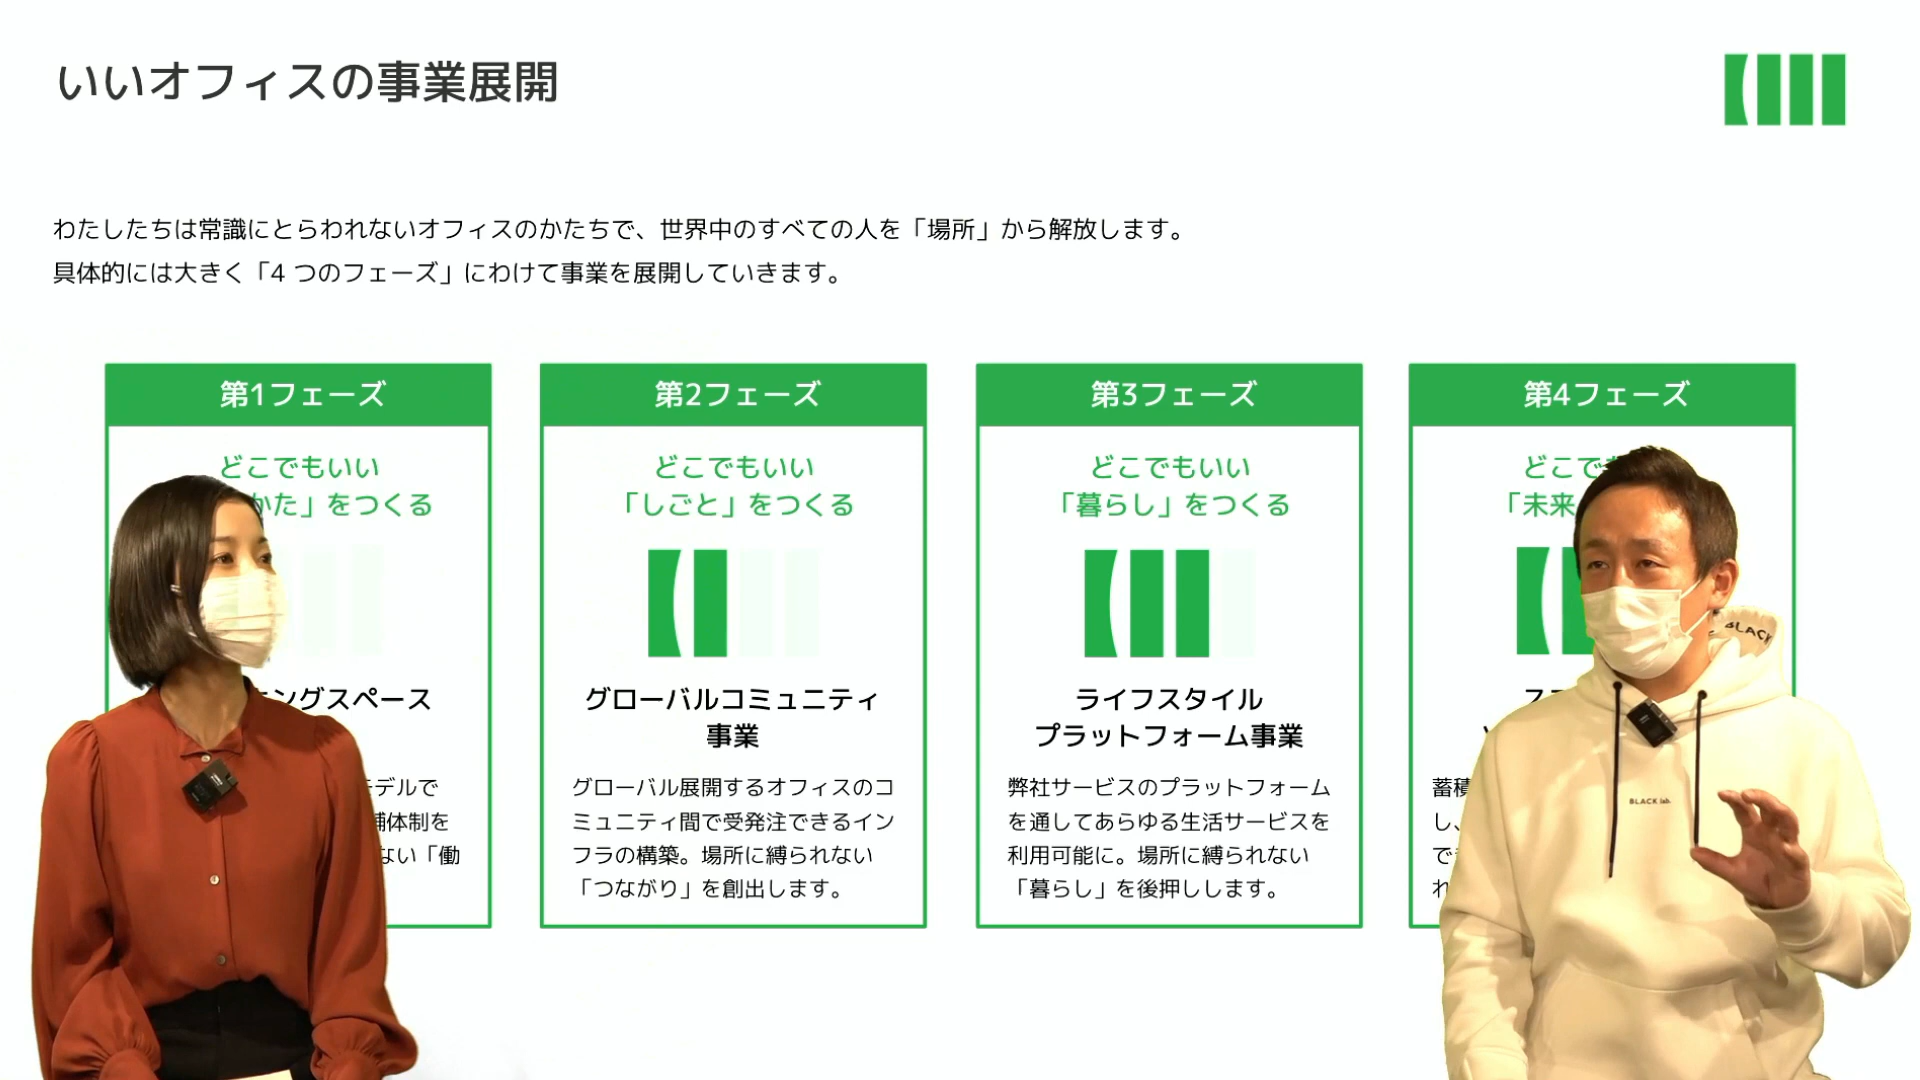 いいオフィスの事業展開
わたしたちは常識にとらわれないオフィスのかたちで、世界中のすべての人を「場所」から解放します。
具体的には大きく「4 つのフェーズ」にわけて事業を展開していきます。
第1フェーズ
どこでもいい
かた」をつくる
ングスペース
デルで
舗体制を
ない「働
第2フェーズ
どこでもいい
「しごと」をつくる
グローバルコミュニティ
事業
グローバル展開するオフィスのコ
ミュニティ間で受発注できるイン
フラの構築。場所に縛られない
「つながり」を創出します。
第3フェーズ
どこでもいい
「暮らし」をつくる
ライフスタイル
プラットフォーム事業
弊社サービスのプラットフォーム
を通してあらゆる生活サービスを
利用可能に。場所に縛られない
「暮らし」を後押しします。
第4フェーズ
どこで
「未来
蓄積
し、
で
れ
BLACK
BLACK lab.